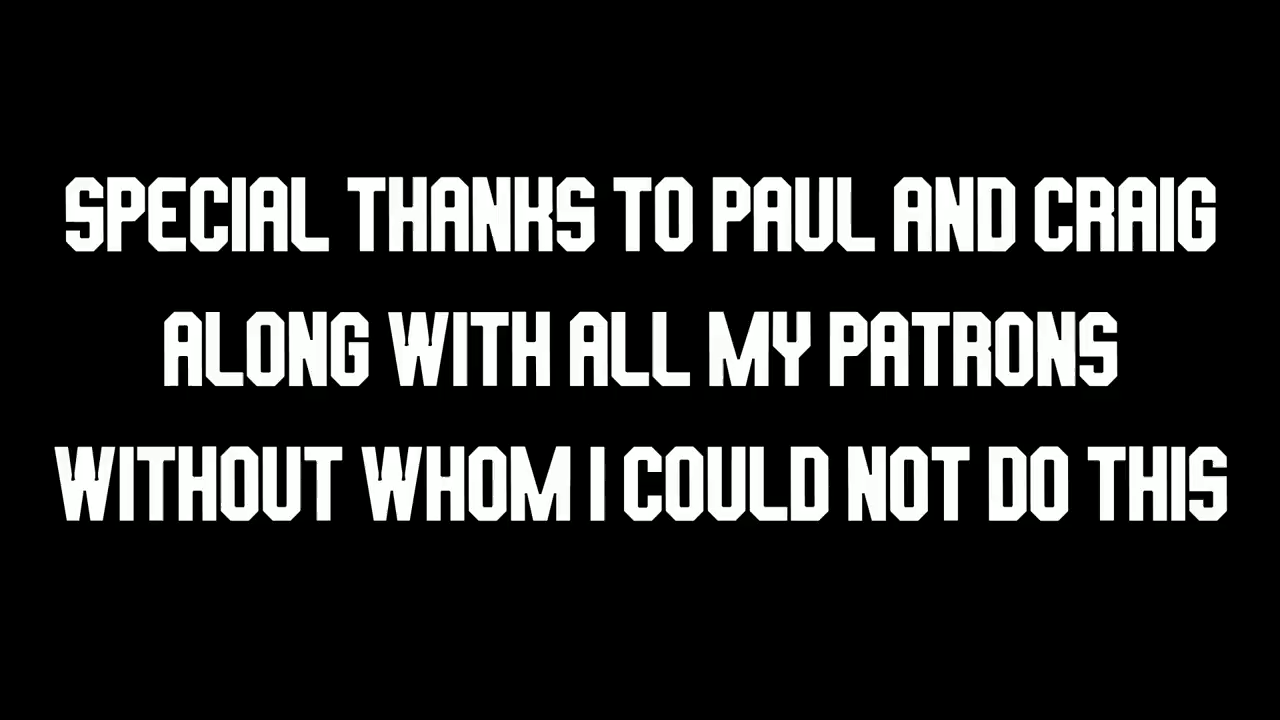 SPECIAL THANKS TO PAUL AND CRAIG
ALONG WITH ALL MY PATRONS
WITHOUT WHOM I COULD NOT DO THIS